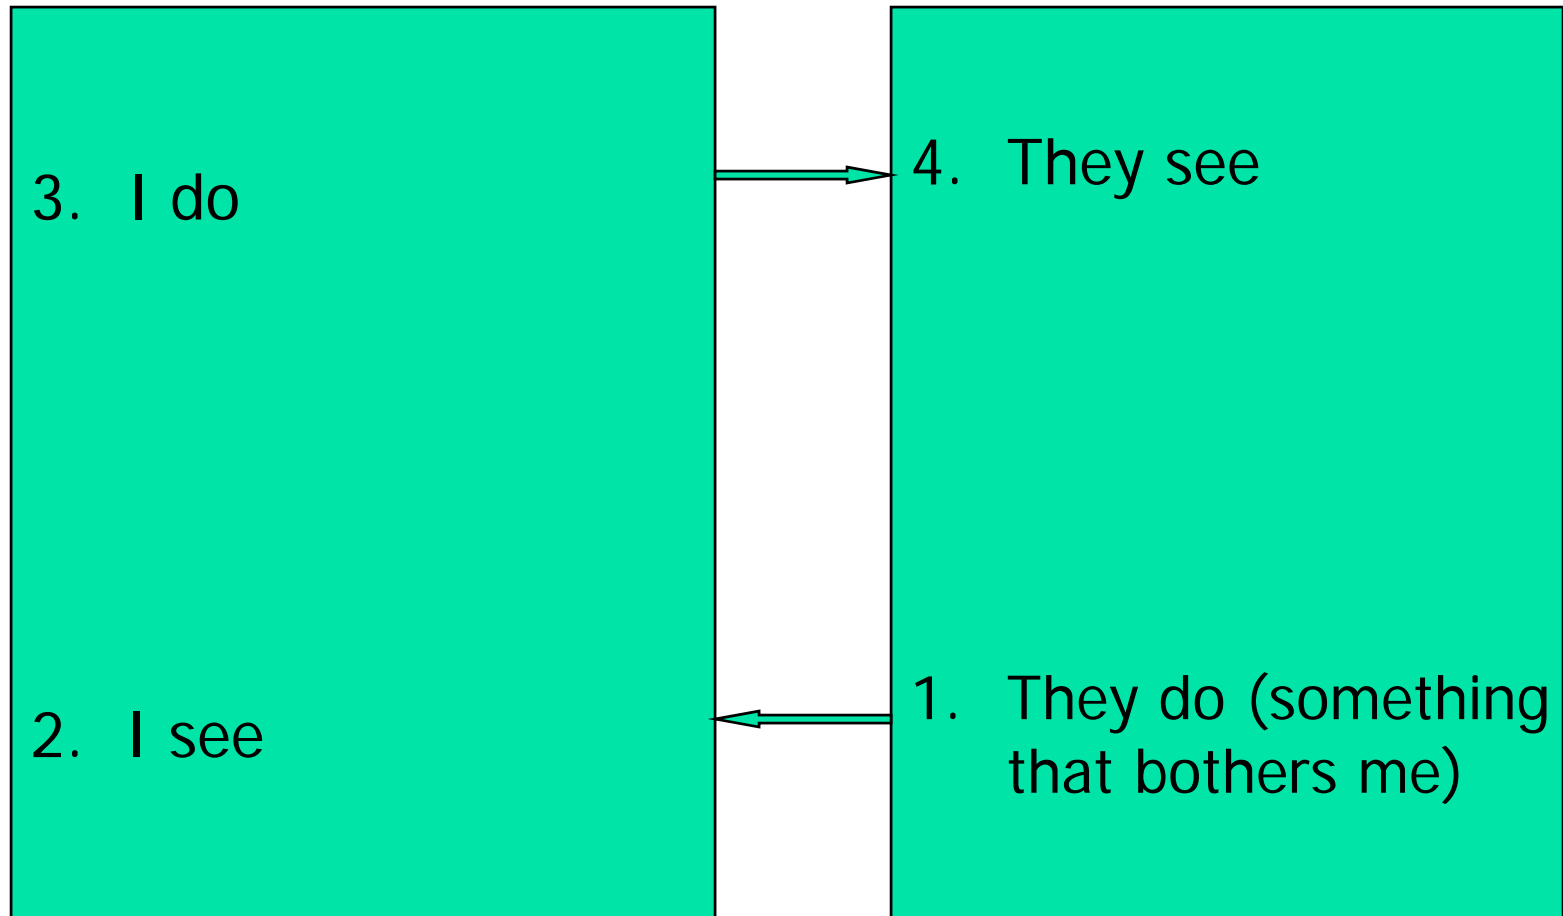 3. I do
2. I see
4. They see
1. They do (something
that bothers me)